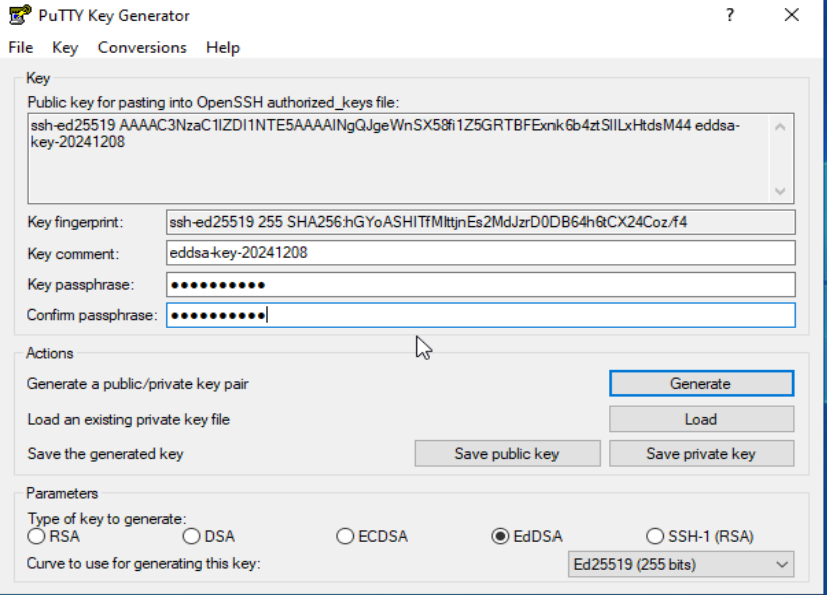 PuTTY Key Generator
File Key Conversions Help
Key
Public key for pasting into OpenSSH authorized_keys file:
ssh-ed25519 AAAAC3NzaC1lZDI1NTE5AAAAINgQJgeWnSX58fi1Z5GRTBFExnk6b4ztSIILxHtdsM44 eddsa-
key-20241208
Key fingerprint: ssh-ed25519 255 SHA256:hGYoASHITfMIttjnEs2MdJzrD0DB64h6tCX24Coz/f4
Key comment: eddsa-key-20241208
Key passphrase: ●●●●●●●●●●
Confirm passphrase: ●●●●●●●●●●
Actions
Generate a public/private key pair Generate
Load an existing private key file Load
Save the generated key Save public key Save private key
Parameters
Type of key to generate:
RSA DSA ECDSA EdDSA SSH-1 (RSA)
Curve to use for generating this key: Ed25519 (255 bits)